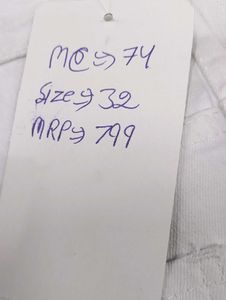 MC => 74
Size => 32
MRP => 799